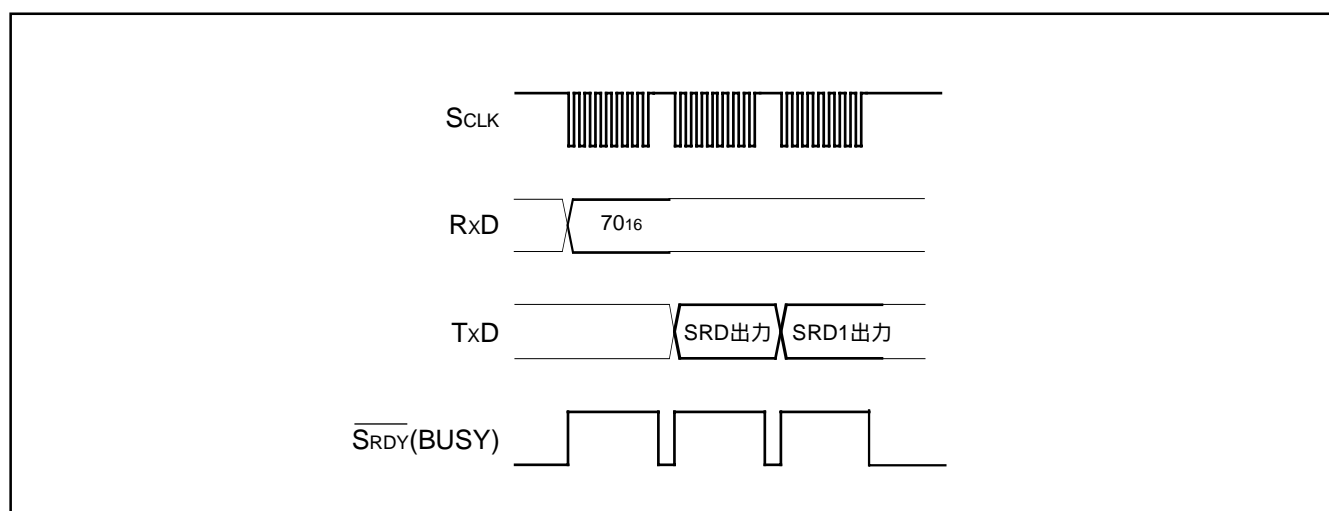 SCLK
RXD
7016
TXD
SRD出力
SRD1出力
SRDY(BUSY)